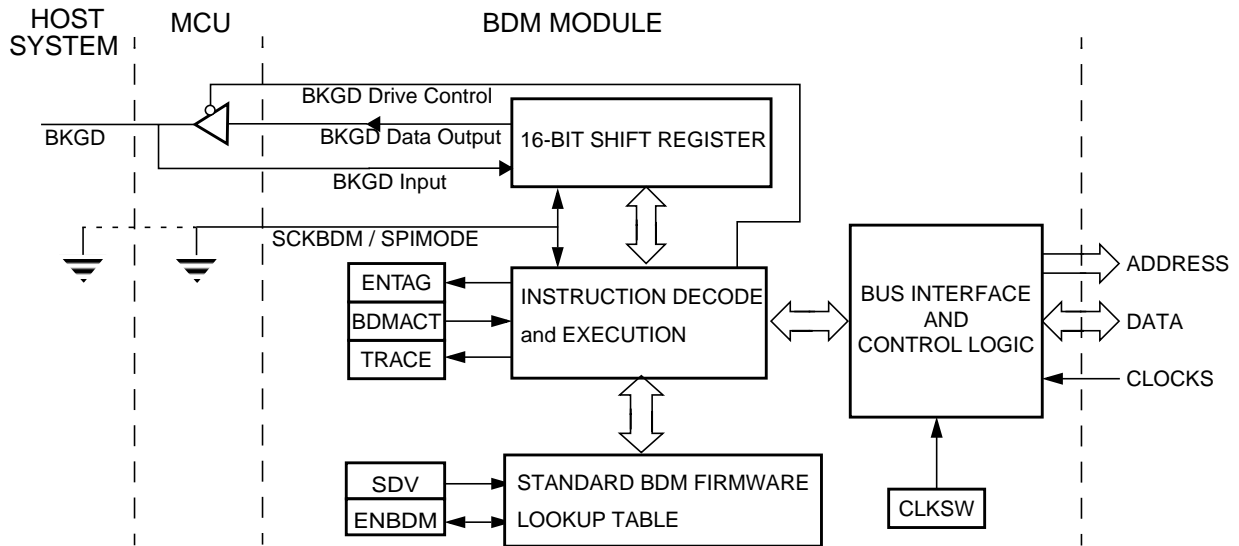 HOST
SYSTEM
MCU
BDM MODULE
BKGD Drive Control
BKGD
BKGD Data Output
16-BIT SHIFT REGISTER
BKGD Input
SCKBDM / SPIMODE
ENTAG
BDMACT
TRACE
INSTRUCTION DECODE
and EXECUTION
BUS INTERFACE
AND
CONTROL LOGIC
ADDRESS
DATA
CLOCKS
SDV
ENBDM
STANDARD BDM FIRMWARE
LOOKUP TABLE
CLKSW